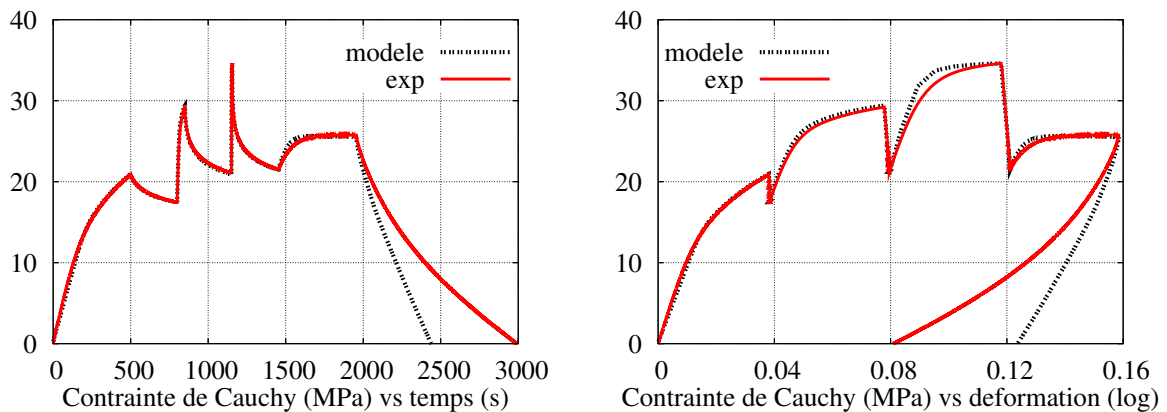 40
30
20
10
0
0 500 1000 1500 2000 2500 3000
modele
exp
Contrainte de Cauchy (MPa) vs temps (s)
40
30
20
10
0
0 0.04 0.08 0.12 0.16
modele
exp
Contrainte de Cauchy (MPa) vs deformation (log)